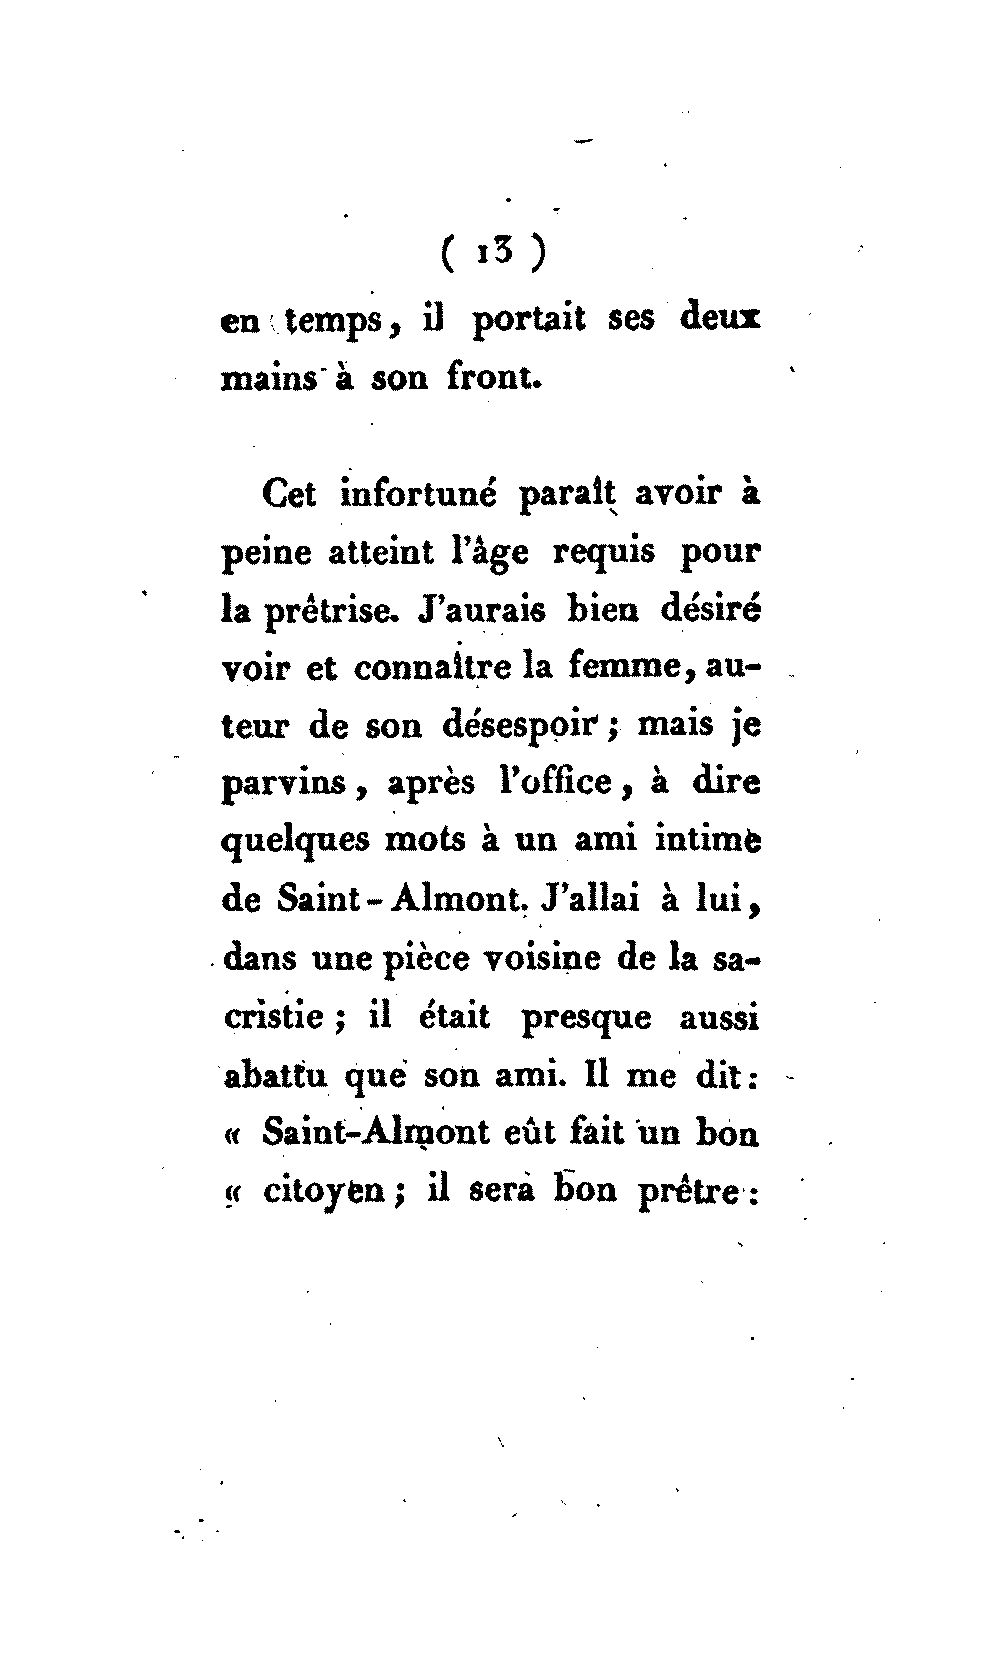 ( 13 )
en temps, il portait ses deux
mains à son front.
Cet infortuné paraît avoir à
peine atteint l'âge requis pour
la prêtrise. J'aurais bien désiré
voir et connaître la femme, au-
teur de son désespoir ; mais je
parvins, après l'office, à dire
quelques mots à un ami intime
de Saint-Almont. J'allai à lui,
dans une pièce voisine de la sa-
cristie ; il était presque aussi
abattu que son ami. Il me dit :
« Saint-Almont eût fait un bon
« citoyen ; il sera bon prêtre :